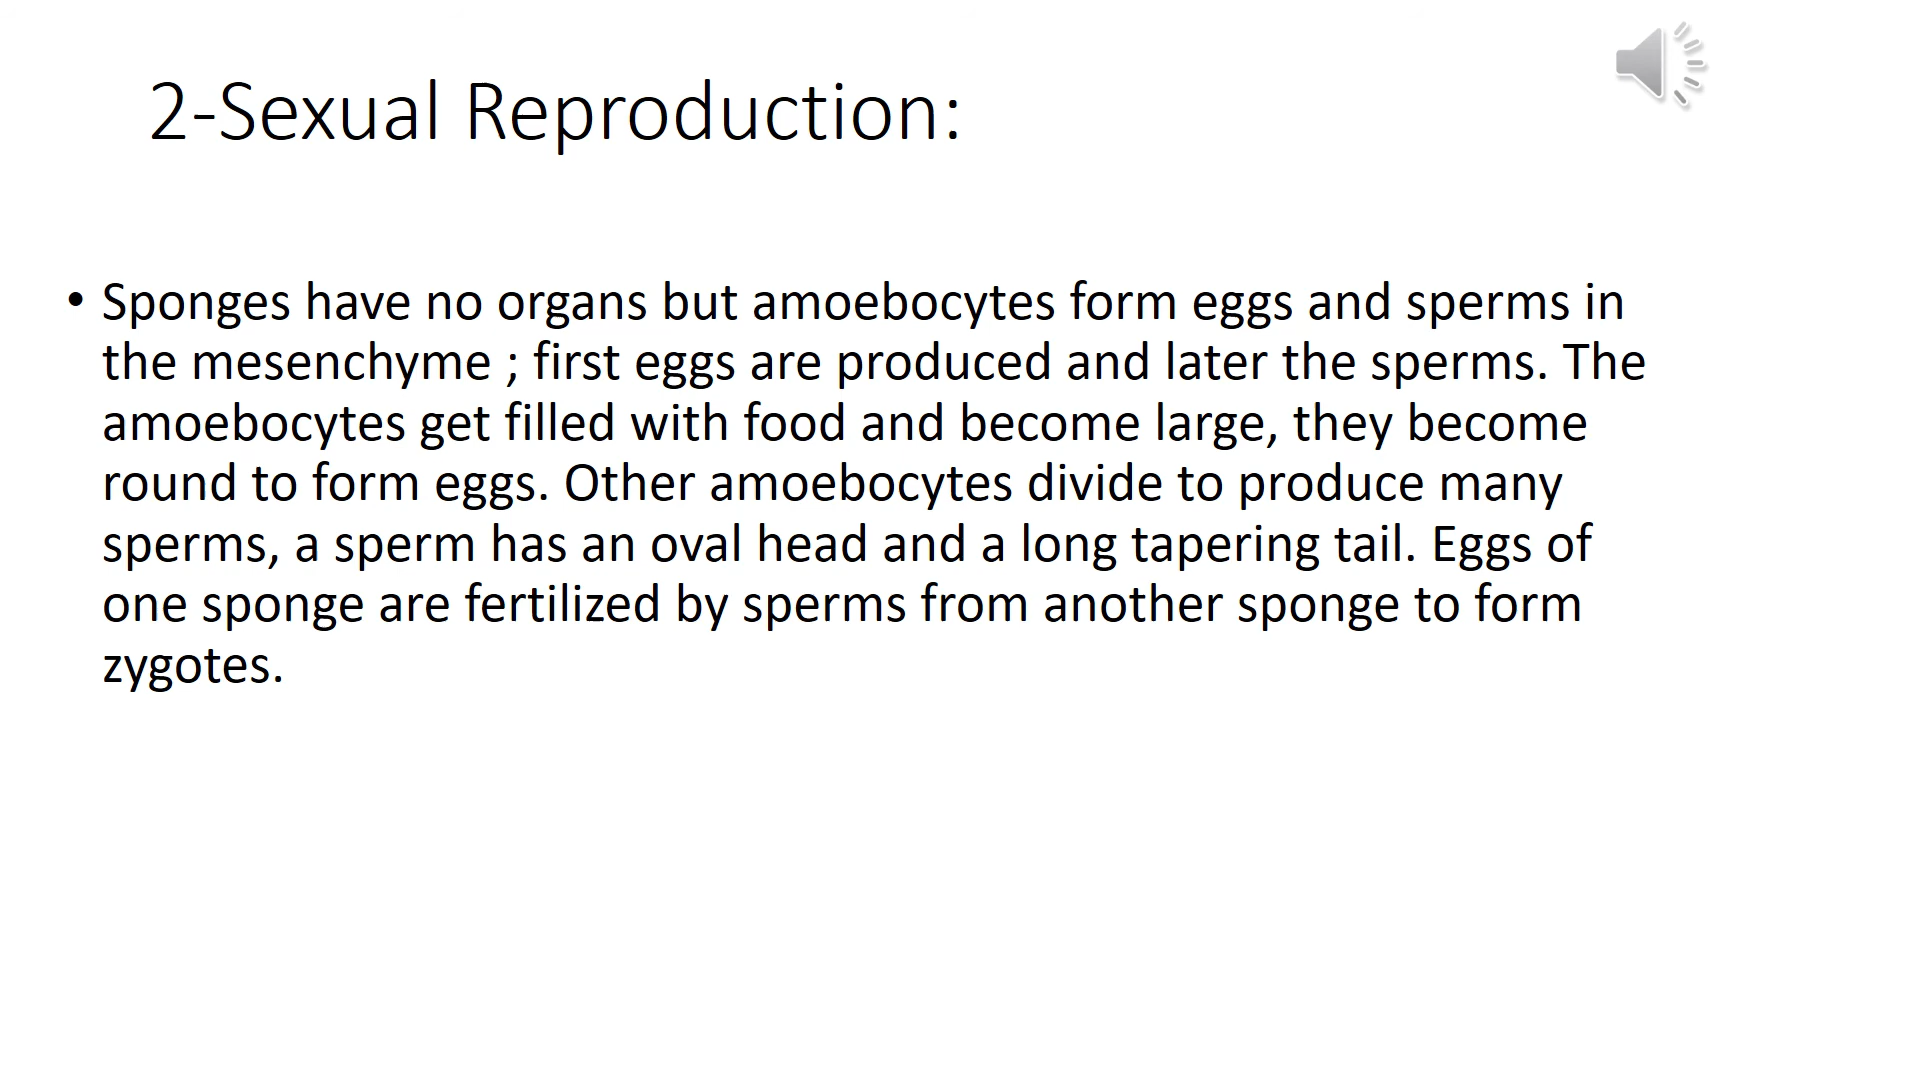 2-Sexual Reproduction:
• Sponges have no organs but amoebocytes form eggs and sperms in
the mesenchyme ; first eggs are produced and later the sperms. The
amoebocytes get filled with food and become large, they become
round to form eggs. Other amoebocytes divide to produce many
sperms, a sperm has an oval head and a long tapering tail. Eggs of
one sponge are fertilized by sperms from another sponge to form
zygotes.